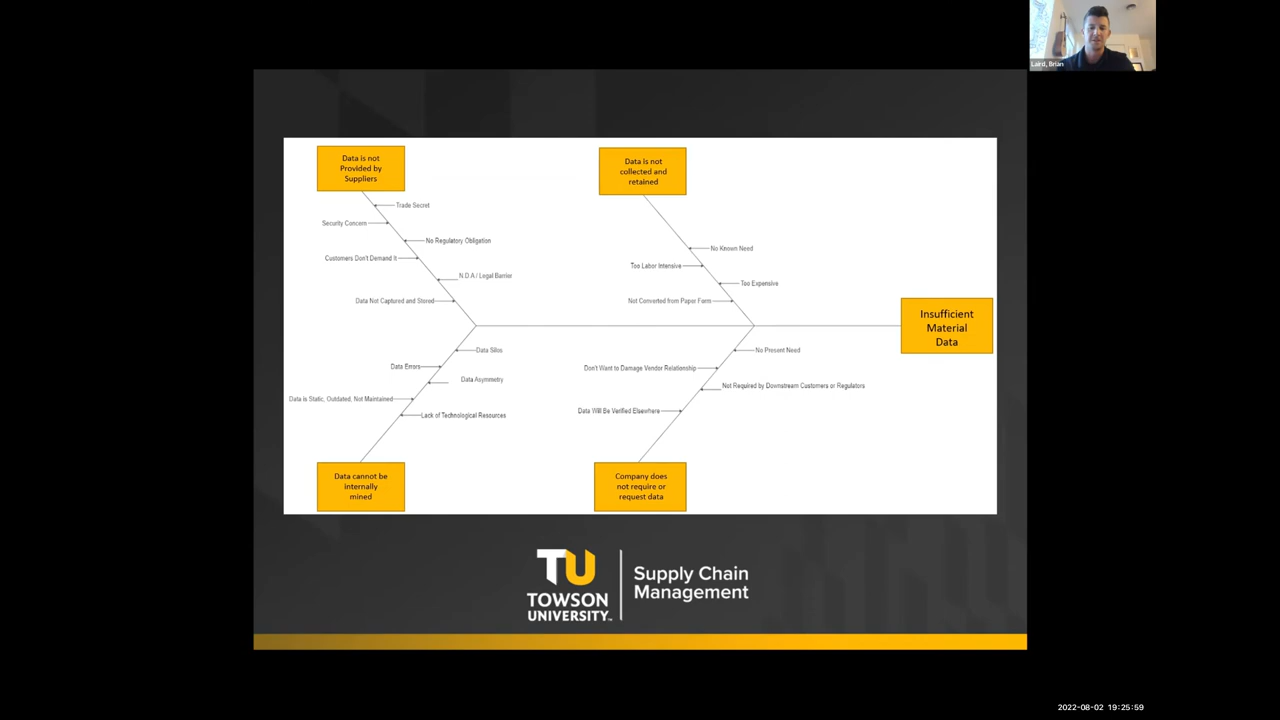 Laird, Brian
Data is not
Provided by
Suppliers
Data is not
collected and
retained
Trade Secret
Security Concern
No Regulatory Obligation
Customers Don't Demand It
N.D.A / Legal Barrier
Data Not Captured and Stored
No Known Need
Too Labor Intensive
Too Expensive
Not Converted from Paper Form
Insufficient
Material
Data
Data Silos
Data Errors
Data Asymmetry
Data is Static, Outdated, Not Maintained
Lack of Technological Resources
No Present Need
Don't Want to Damage Vendor Relationship
Not Required by Downstream Customers or Regulators
Data Will Be Verified Elsewhere
Data cannot be
internally
mined
Company does
not require or
request data
TU
TOWSON
UNIVERSITY™
Supply Chain
Management
2022-08-02 19:25:59